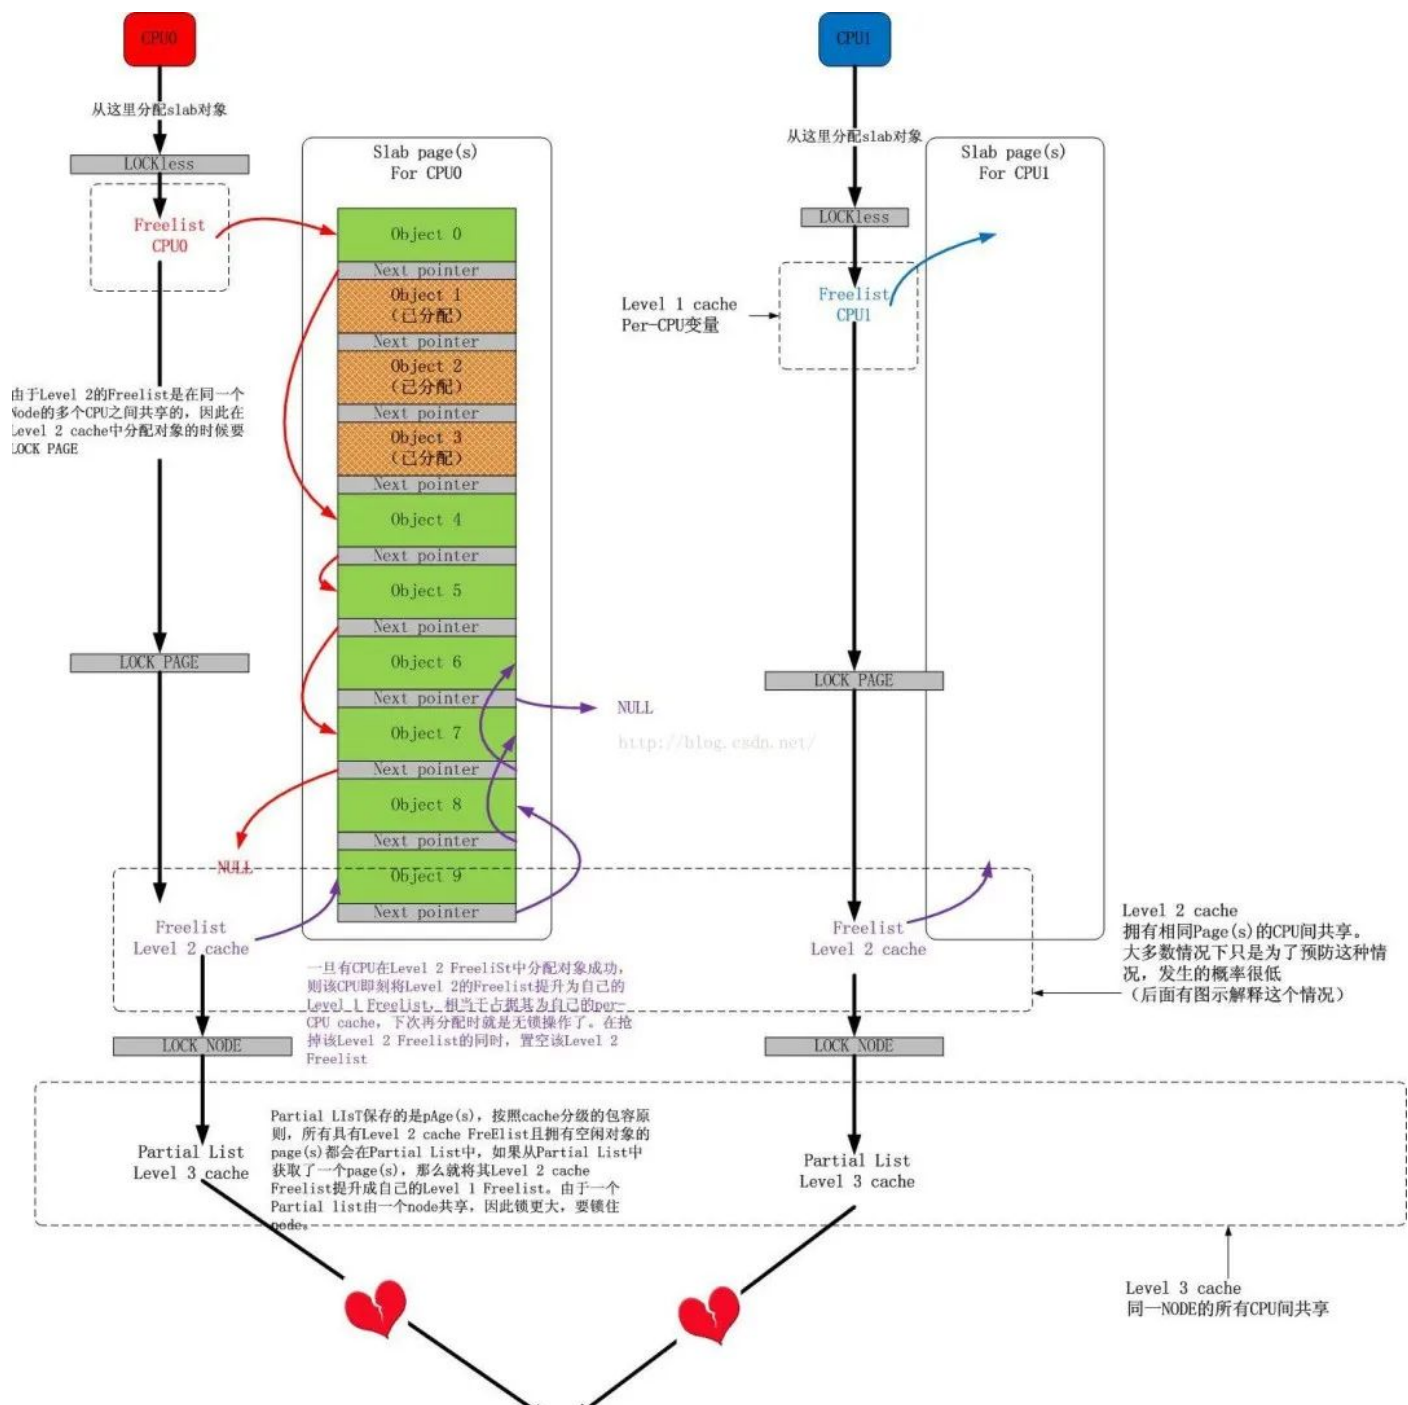 CPU0
从这里分配slab对象
LOCKless
Freelist
CPU0
由于Level 2的Freelist是在同一个
Node的多个CPU之间共享的，因此在
Level 2 cache中分配对象的时候要
LOCK PAGE
LOCK PAGE
Slab page(s)
For CPU0
Object 0
Next pointer
Object 1
（已分配）
Next pointer
Object 2
（已分配）
Next pointer
Object 3
（已分配）
Next pointer
Object 4
Next pointer
Object 5
Next pointer
Object 6
Next pointer
Object 7
Next pointer
Object 8
Next pointer
Object 9
Next pointer
NULL
NULL
http://blog.csdn.net/
CPU1
从这里分配slab对象
LOCKless
Level 1 cache
Per-CPU变量
Freelist
CPU1
Slab page(s)
For CPU1
LOCK PAGE
Freelist
Level 2 cache
一旦有CPU在Level 2 FreeliSt中分配对象成功，
则该CPU即刻将Level 2的Freelist提升为自己的
Level 1 Freelist，相当于占据其为自己的per-
CPU cache，下次再分配时就是无锁操作了。在抢
掉该Level 2 Freelist的同时，置空该Level 2
Freelist
Freelist
Level 2 cache
Level 2 cache
拥有相同Page(s)的CPU间共享。
大多数情况下只是为了预防这种情
况，发生的概率很低
（后面有图示解释这个情况）
LOCK NODE
LOCK NODE
Partial List
Level 3 cache
Partial LIsT保存的是pAge(s)，按照cache分级的包容原
则，所有具有Level 2 cache FreElist且拥有空闲对象的
page(s)都会在Partial List中，如果从Partial List中
获取了一个page(s)，那么就将其Level 2 cache
Freelist提升成自己的Level 1 Freelist。由于一个
Partial list由一个node共享，因此锁更大，要锁住
node。
Partial List
Level 3 cache
Level 3 cache
同一NODE的所有CPU间共享